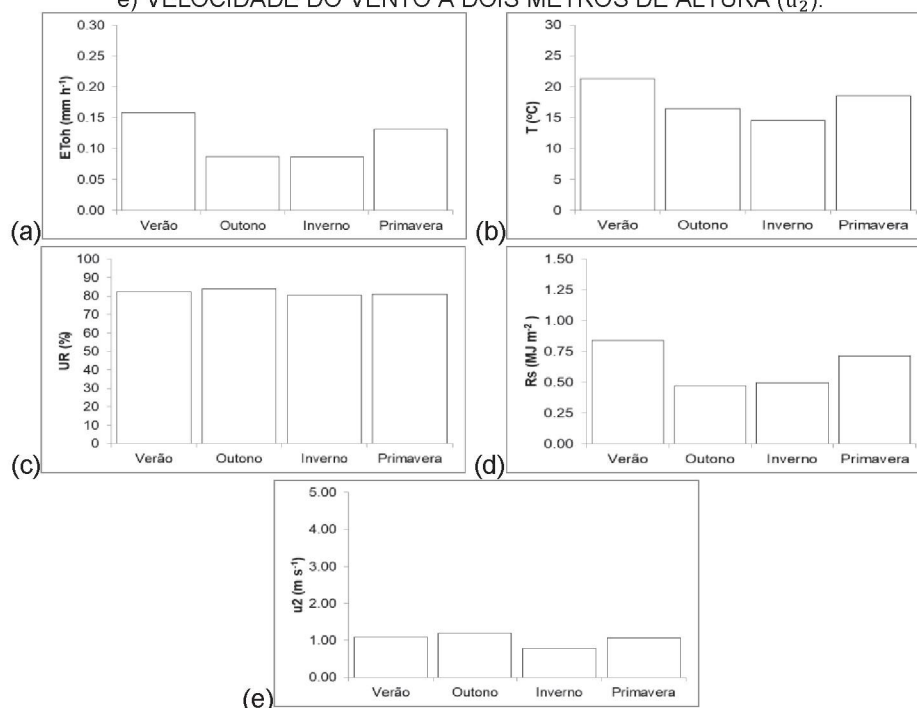 e) VELOCIDADE DO VENTO A DOIS METROS DE ALTURA (u₂).
0.30
0.25
0.20
0.15
0.10
0.05
0.00
EToh (mm h⁻¹)
Verão Outono Inverno Primavera
(a)
30
25
20
15
10
5
0
T (ºC)
Verão Outono Inverno Primavera
(b)
100
90
80
70
60
50
40
30
20
10
0
UR (%)
Verão Outono Inverno Primavera
(c)
1.50
1.25
1.00
0.75
0.50
0.25
0.00
Rs (MJ m⁻²)
Verão Outono Inverno Primavera
(d)
5.00
4.00
3.00
2.00
1.00
0.00
u2 (m s⁻¹)
Verão Outono Inverno Primavera
(e)